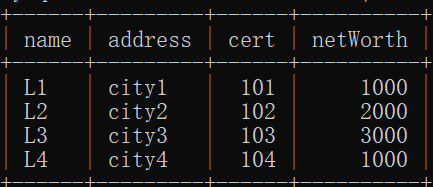 name address cert netWorth
L1 city1 101 1000
L2 city2 102 2000
L3 city3 103 3000
L4 city4 104 1000